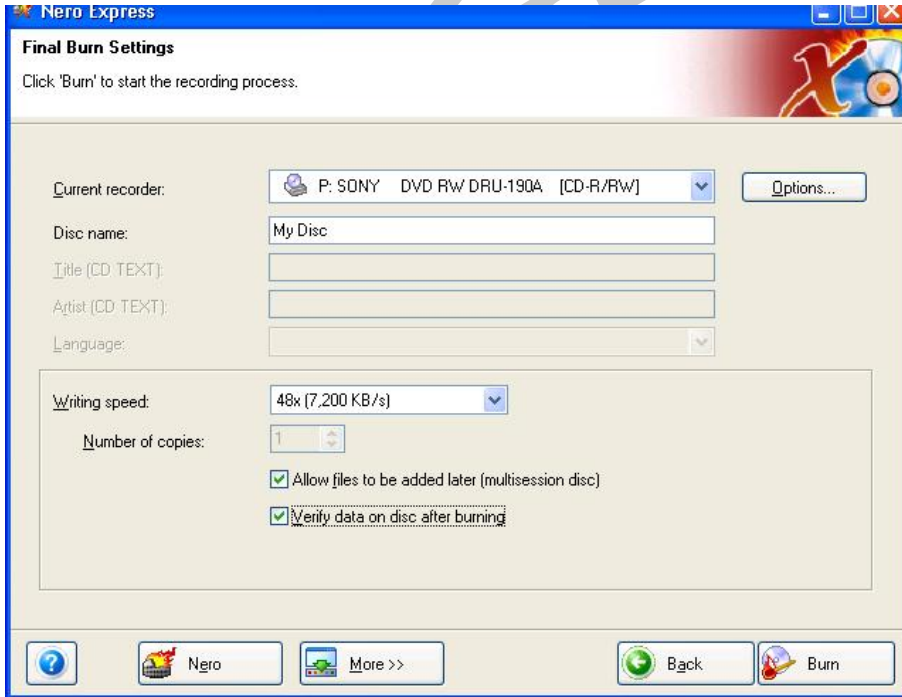 Nero Express
Final Burn Settings
Click 'Burn' to start the recording process.
Current recorder: P: SONY DVD RW DRU-190A [CD-R/RW] Options...
Disc name: My Disc
Title (CD TEXT):
Artist (CD TEXT):
Language:
Writing speed: 48x (7,200 KB/s)
Number of copies: 1
Allow files to be added later (multisession disc)
Verify data on disc after burning
Nero More >> Back Burn